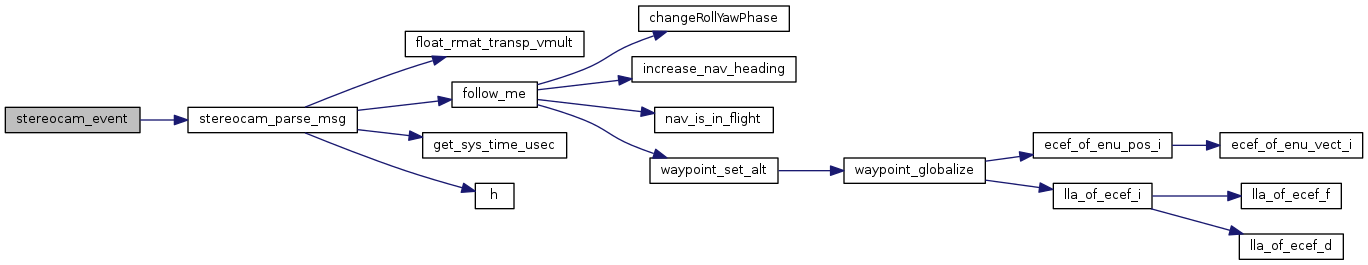 stereocam_event
stereocam_parse_msg
float_rmat_transp_vmult
follow_me
get_sys_time_usec
h
changeRollYawPhase
increase_nav_heading
nav_is_in_flight
waypoint_set_alt
waypoint_globalize
ecef_of_enu_pos_i
ecef_of_enu_vect_i
lla_of_ecef_i
lla_of_ecef_f
lla_of_ecef_d